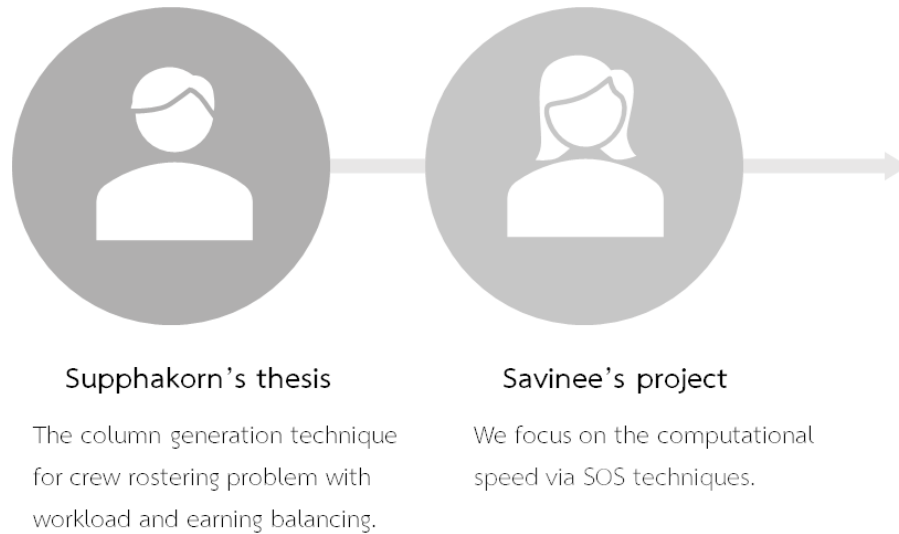 Supphakorn's thesis
The column generation technique
for crew rostering problem with
workload and earning balancing.
Savinee's project
We focus on the computational
speed via SOS techniques.